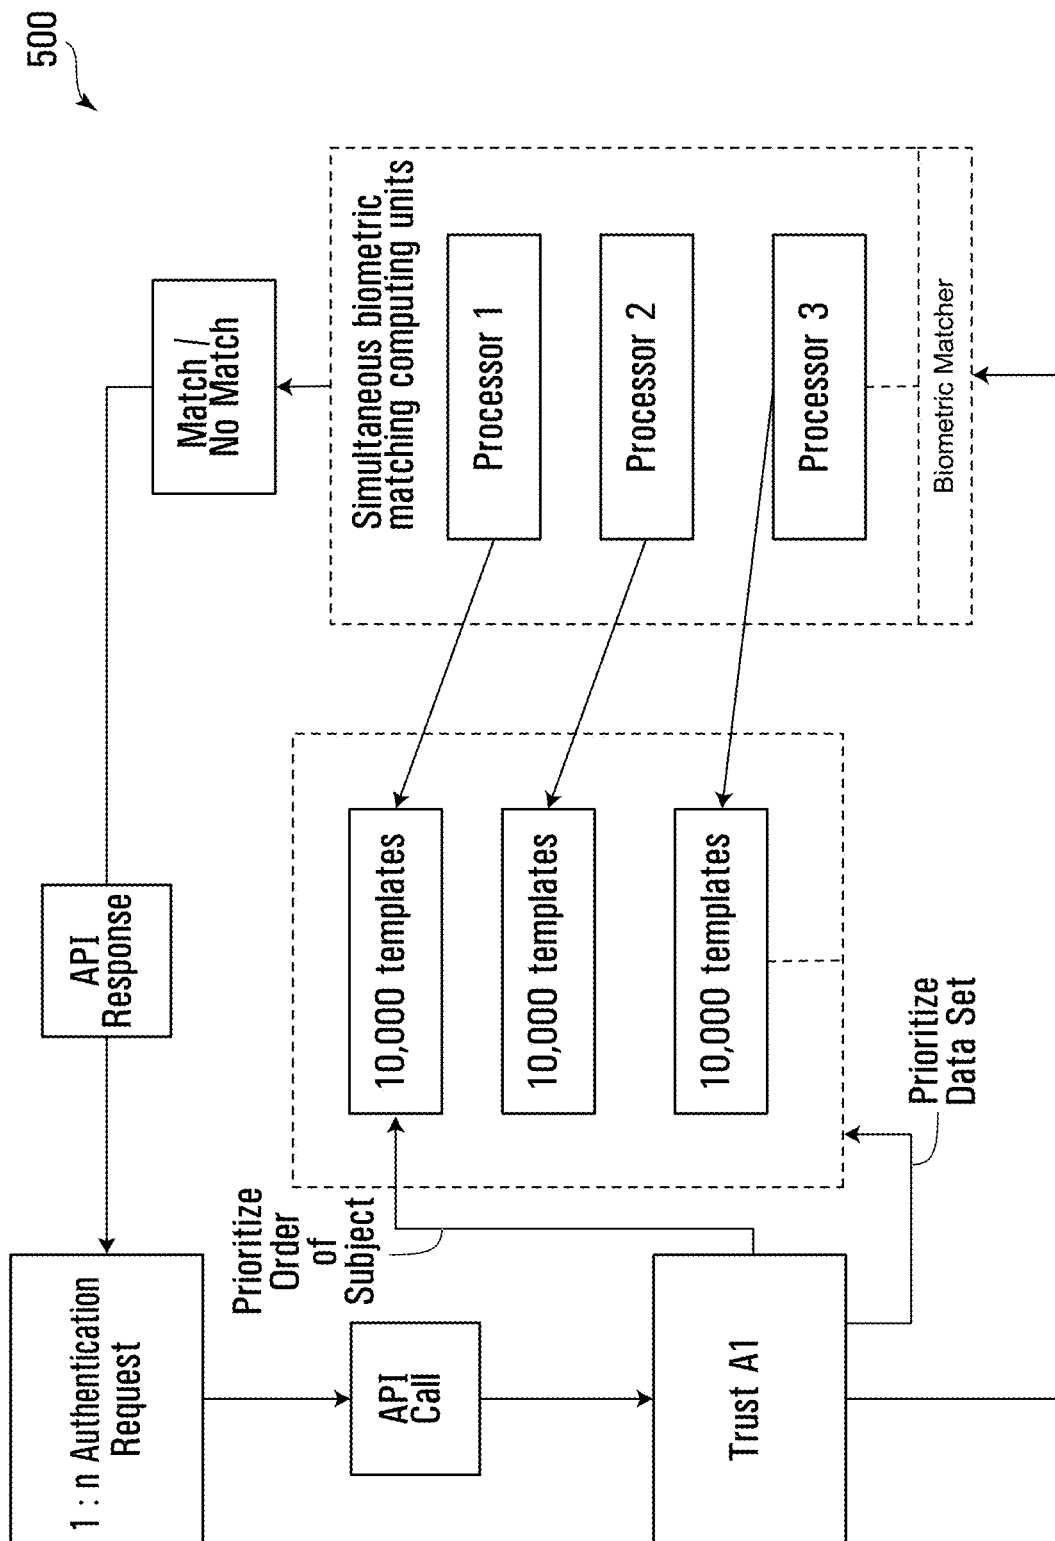 500
1 : n Authentication
Request
API
Response
Match /
No Match
API
Call
Prioritize
Order
of
Subject
10,000 templates
10,000 templates
10,000 templates
Simultaneous biometric
matching computing units
Processor 1
Processor 2
Processor 3
Biometric Matcher
Trust A1
Prioritize
Data Set